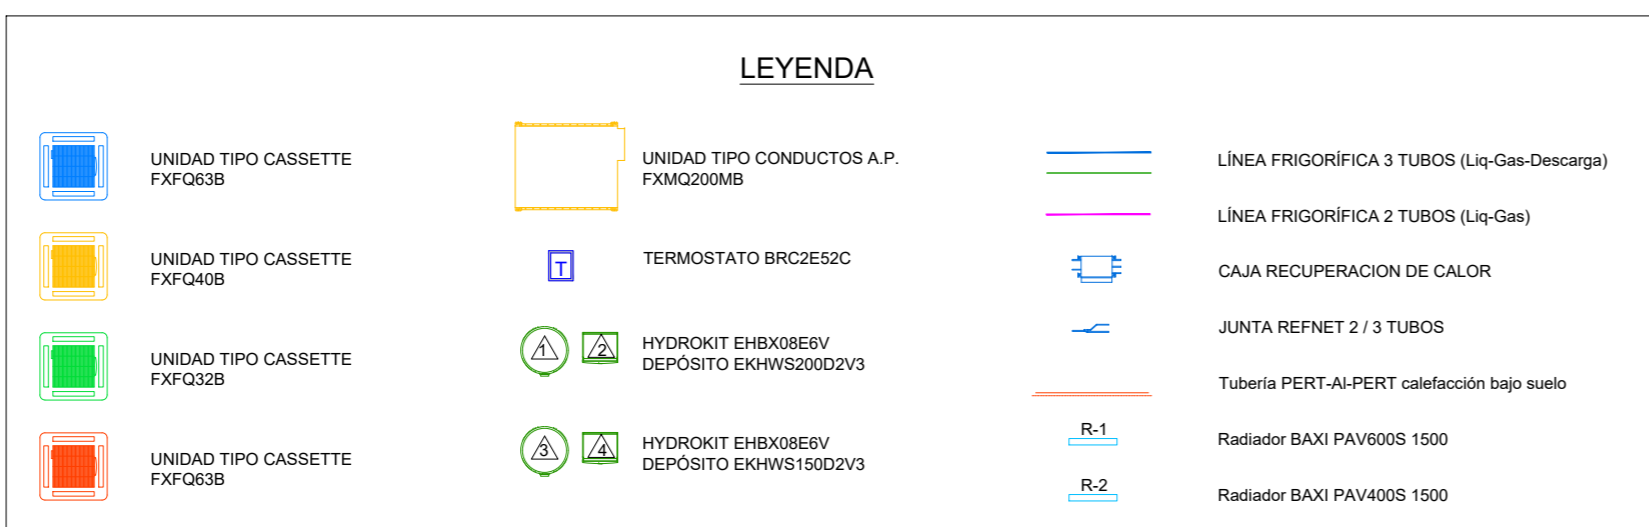 LEYENDA
UNIDAD TIPO CASSETTE
FXFQ63B
UNIDAD TIPO CASSETTE
FXFQ40B
UNIDAD TIPO CASSETTE
FXFQ32B
UNIDAD TIPO CASSETTE
FXFQ63B
UNIDAD TIPO CONDUCTOS A.P.
FXMQ200MB
T
TERMOSTATO BRC2E52C
1 2
HYDROKIT EHBX08E6V
DEPÓSITO EKHWS200D2V3
3 4
HYDROKIT EHBX08E6V
DEPÓSITO EKHWS150D2V3
LÍNEA FRIGORÍFICA 3 TUBOS (Liq-Gas-Descarga)
LÍNEA FRIGORÍFICA 2 TUBOS (Liq-Gas)
CAJA RECUPERACION DE CALOR
JUNTA REFNET 2 / 3 TUBOS
Tubería PERT-Al-PERT calefacción bajo suelo
R-1
Radiador BAXI PAV600S 1500
R-2
Radiador BAXI PAV400S 1500